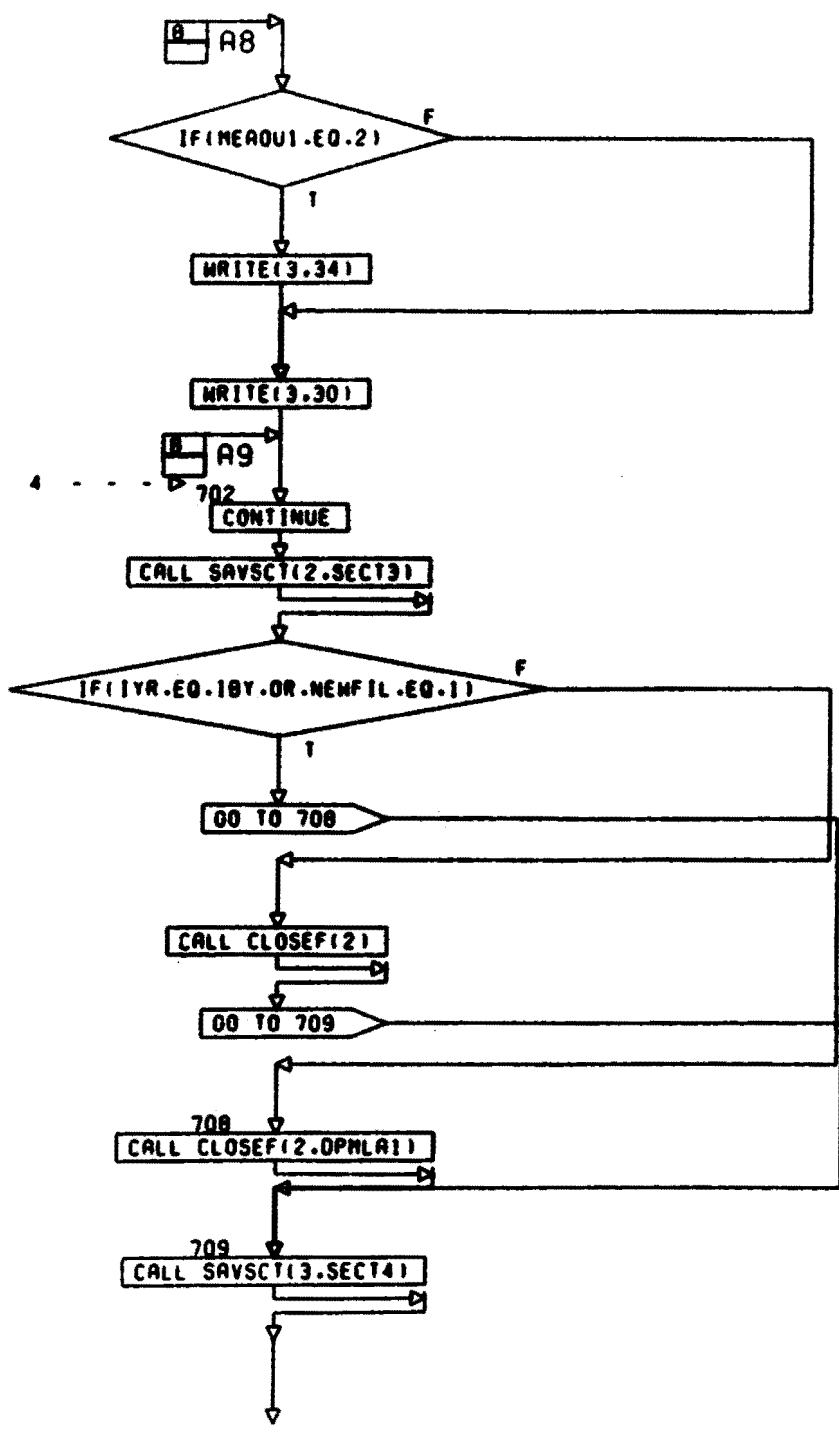 8 A8
F
IF(MEAOU1.EQ.2)
T
WRITE(3.34)
WRITE(3.30)
8 A9
4 - - - 702
CONTINUE
CALL SAVSCT(2.SECT3)
F
IF(IYR.EQ.IBY.OR.NEWFIL.EQ.1)
T
GO TO 708
CALL CLOSEF(2)
GO TO 709
708
CALL CLOSEF(2.OPMLA1)
709
CALL SAVSCT(3.SECT4)